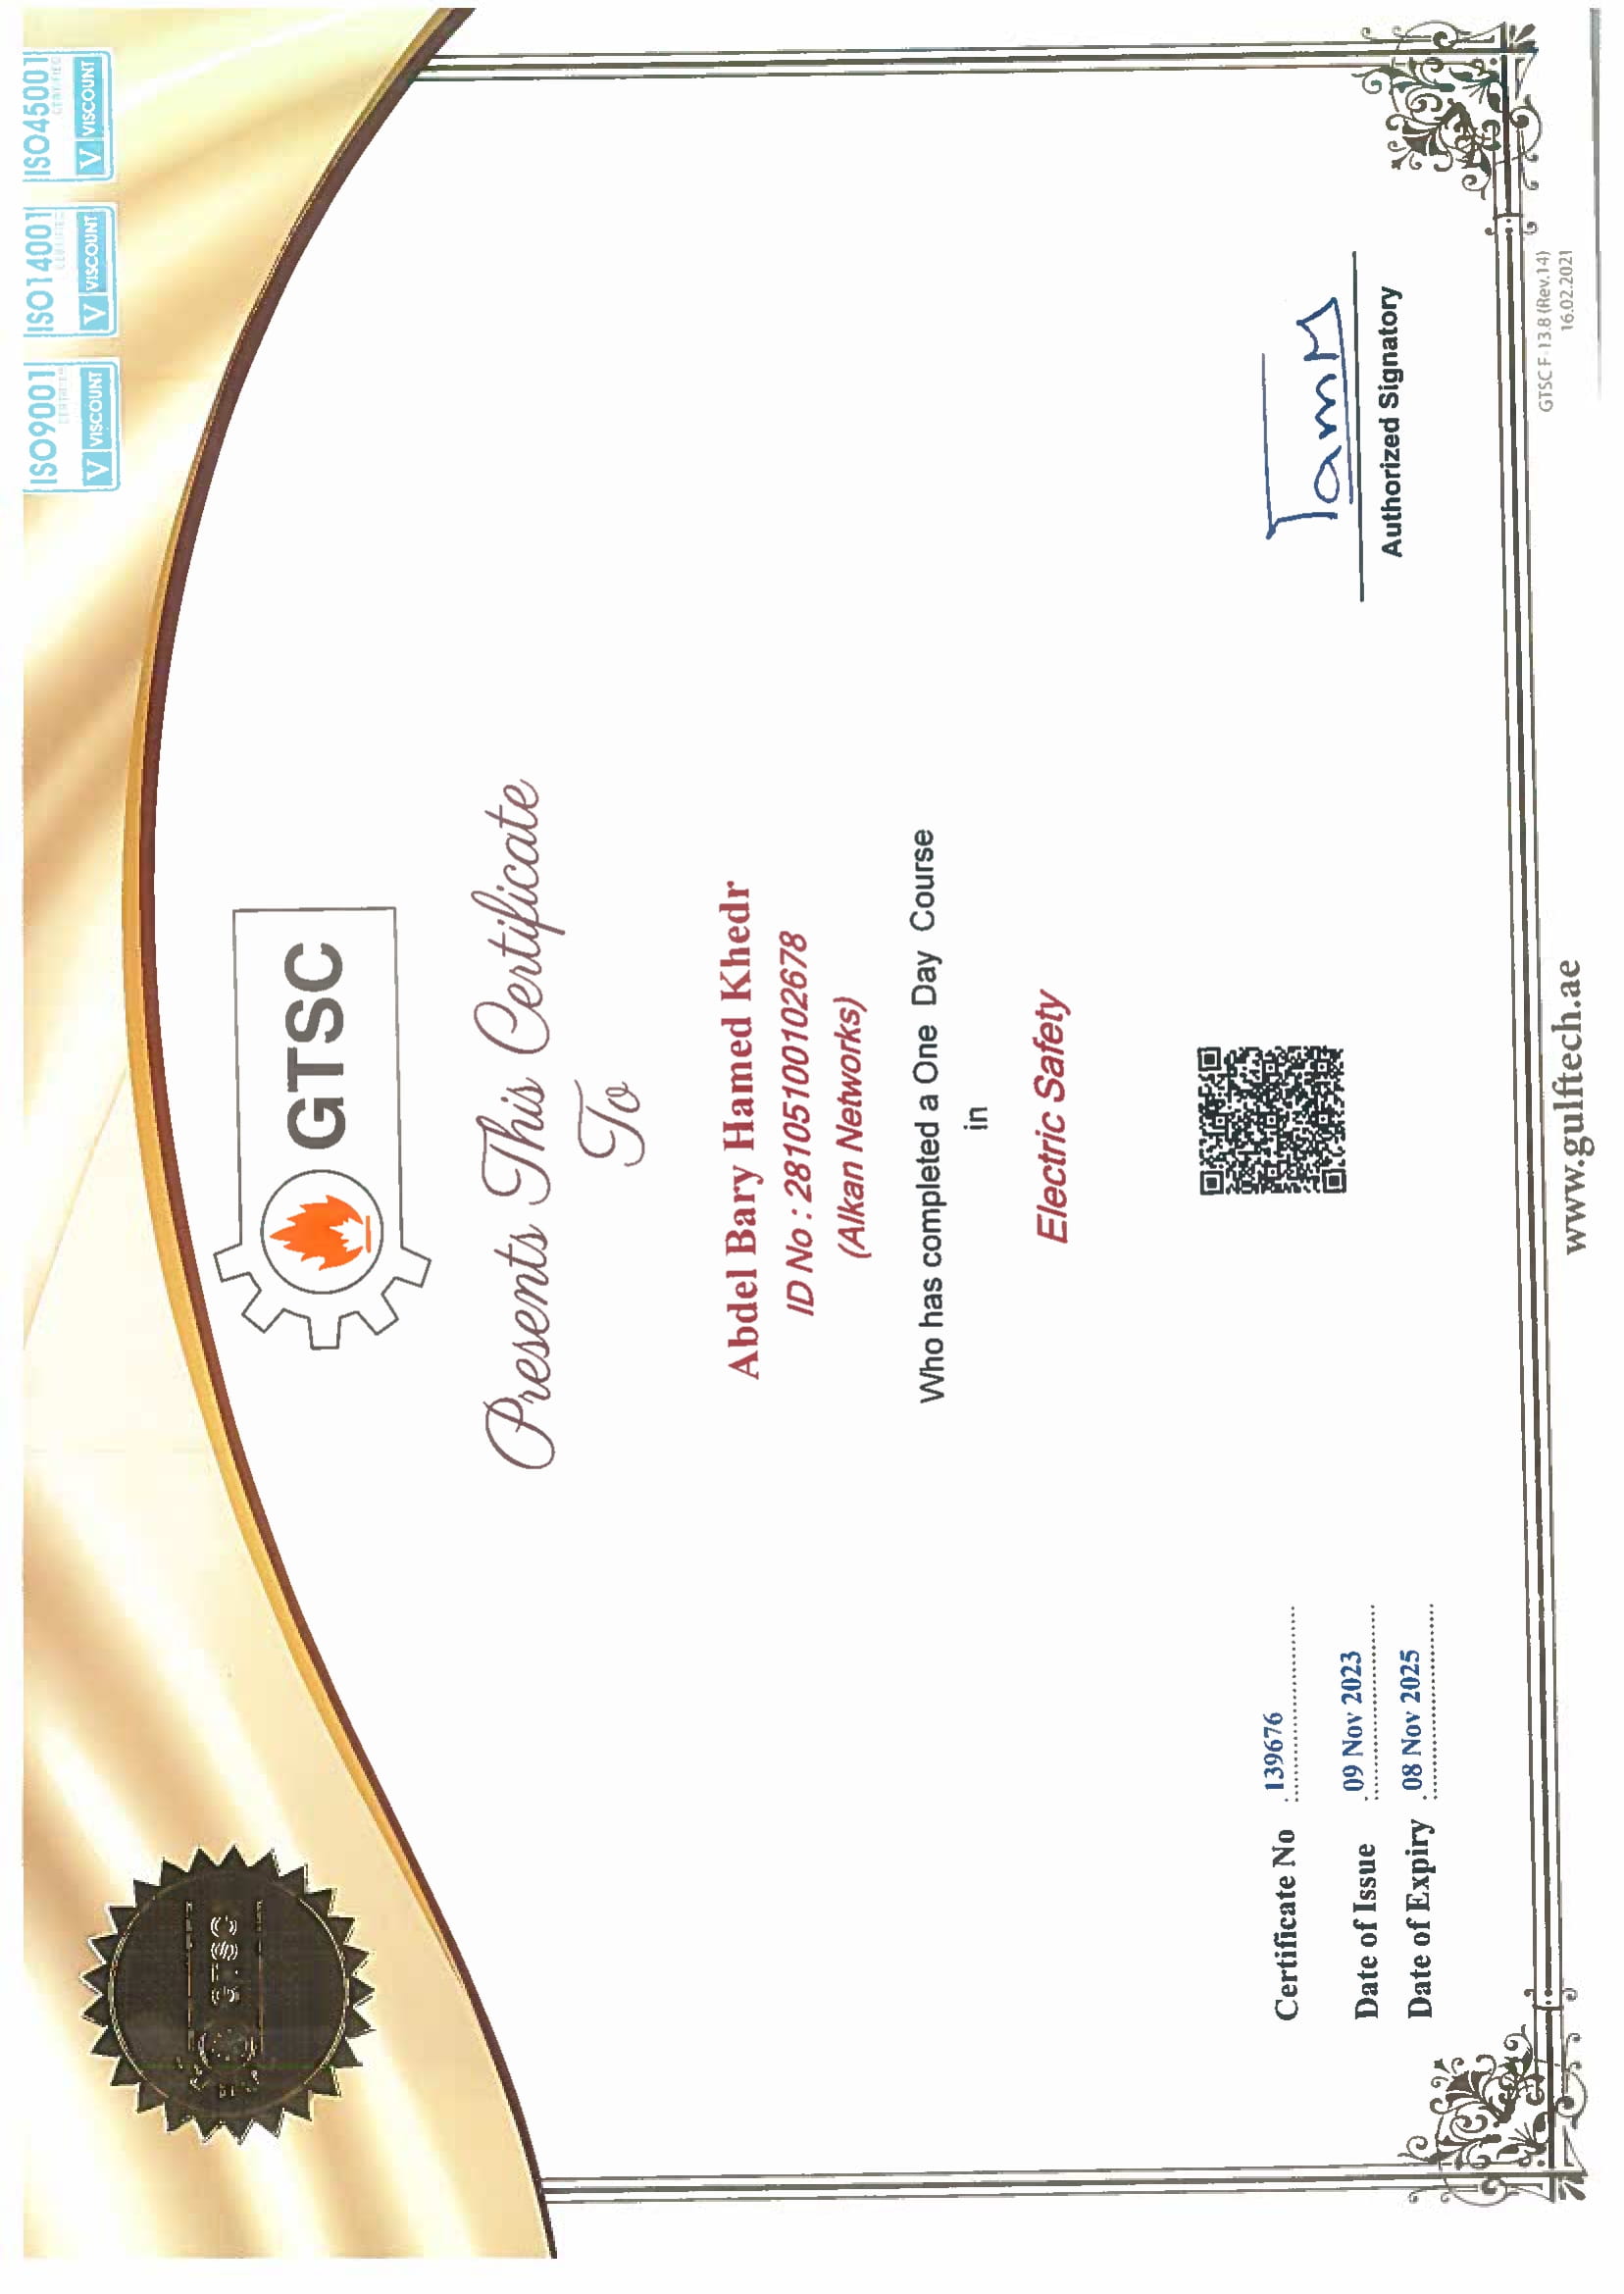 ISO9001 ISO14001 ISO45001
CERTIFIED CERTIFIED CERTIFIED
V VISCOUNT V VISCOUNT V VISCOUNT
GTSC
GTSC
Presents This Certificate
To
Abdel Bary Hamed Khedr
ID No : 28105100102678
(Alkan Networks)
Who has completed a One Day Course
in
Electric Safety
Certificate No 139676
Date of Issue 09 Nov 2023
Date of Expiry 08 Nov 2025
TamM
Authorized Signatory
www.gulftech.ae
GTSC F-13.8 (Rev.14)
16.02.2021